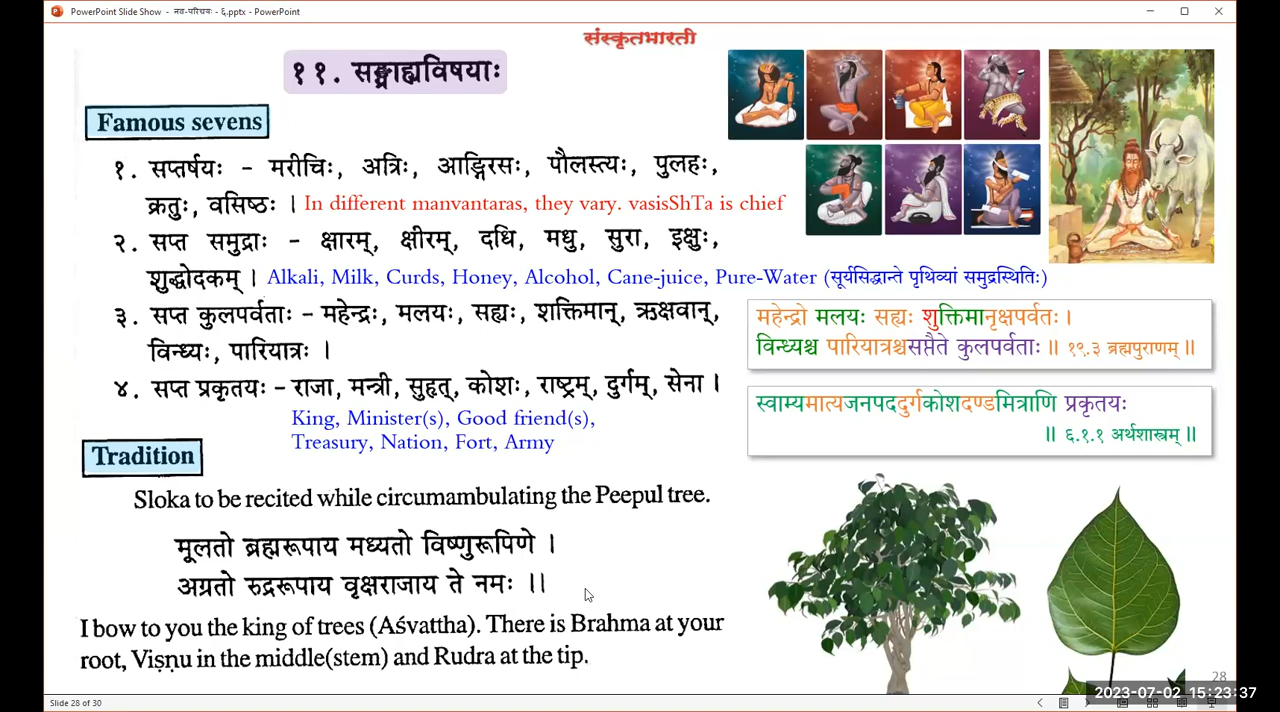 PowerPoint Slide Show - नव-परिचयः - ६.pptx - PowerPoint
संस्कृतभारती
११. सङ्ग्राह्यविषयाः
Famous sevens
१. सप्तर्षयः - मरीचिः, अत्रिः, आङ्गिरसः, पौलस्त्यः, पुलहः,
क्रतुः, वसिष्ठः । In different manvantaras, they vary. vasisShTa is chief
२. सप्त समुद्राः - क्षारम्, क्षीरम्, दधि, मधु, सुरा, इक्षुः,
शुद्धोदकम् । Alkali, Milk, Curds, Honey, Alcohol, Cane-juice, Pure-Water (सूर्यसिद्धान्ते पृथिव्यां समुद्रस्थितिः)
३. सप्त कुलपर्वताः - महेन्द्रः, मलयः, सह्यः, शक्तिमान्, ऋक्षवान्,
विन्ध्यः, पारियात्रः ।
महेन्द्रो मलयः सह्यः शुक्तिमानृक्षपर्वतः ।
विन्ध्यश्च पारियात्रश्चसप्तैते कुलपर्वताः ॥ १९.३ ब्रह्मपुराणम् ॥
४. सप्त प्रकृतयः - राजा, मन्त्री, सुहृत्, कोशः, राष्ट्रम्, दुर्गम्, सेना ।
King, Minister(s), Good friend(s),
Treasury, Nation, Fort, Army
स्वाम्यमात्यजनपददुर्गकोशदण्डमित्राणि प्रकृतयः
॥ ६.१.१ अर्थशास्त्रम् ॥
Tradition
Sloka to be recited while circumambulating the Peepul tree.
मूलतो ब्रह्मरूपाय मध्यतो विष्णुरूपिणे ।
अग्रतो रुद्ररूपाय वृक्षराजाय ते नमः ।।
I bow to you the king of trees (Aśvattha). There is Brahma at your
root, Viṣṇu in the middle(stem) and Rudra at the tip.
28
2023-07-02 15:23:37
Slide 28 of 30